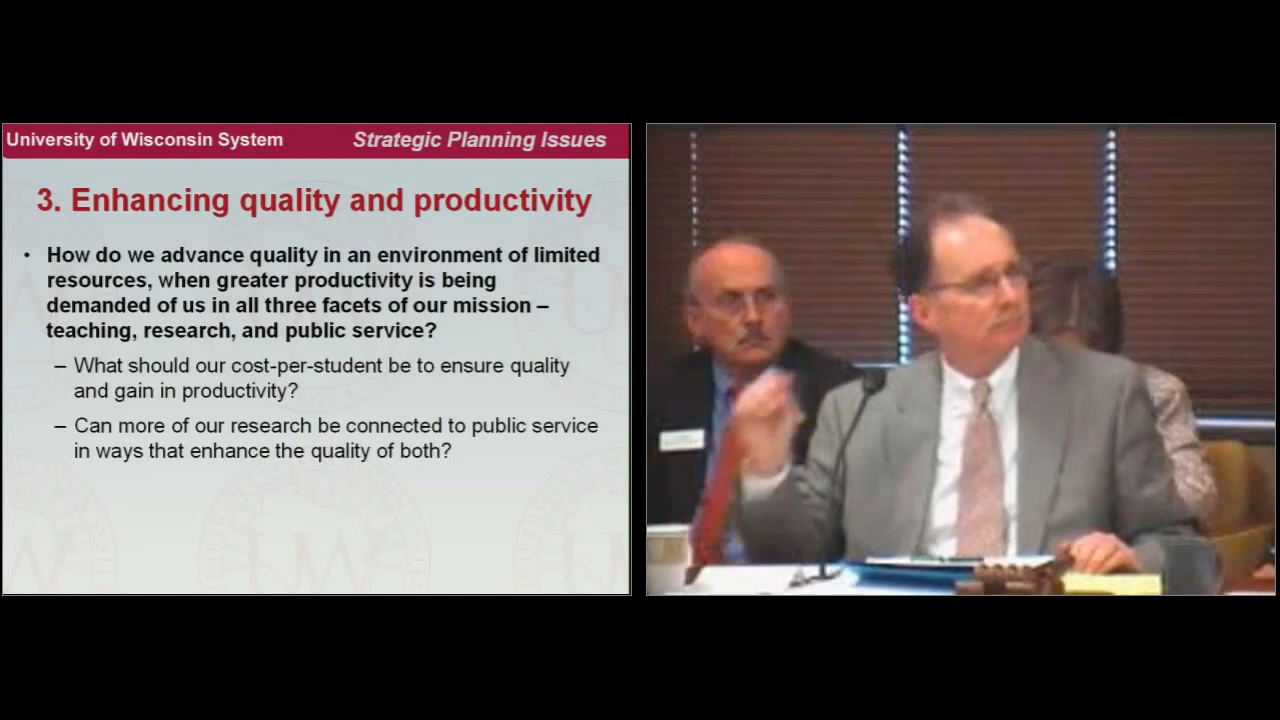 University of Wisconsin System
Strategic Planning Issues
3. Enhancing quality and productivity
• How do we advance quality in an environment of limited
resources, when greater productivity is being
demanded of us in all three facets of our mission –
teaching, research, and public service?
– What should our cost-per-student be to ensure quality
and gain in productivity?
– Can more of our research be connected to public service
in ways that enhance the quality of both?